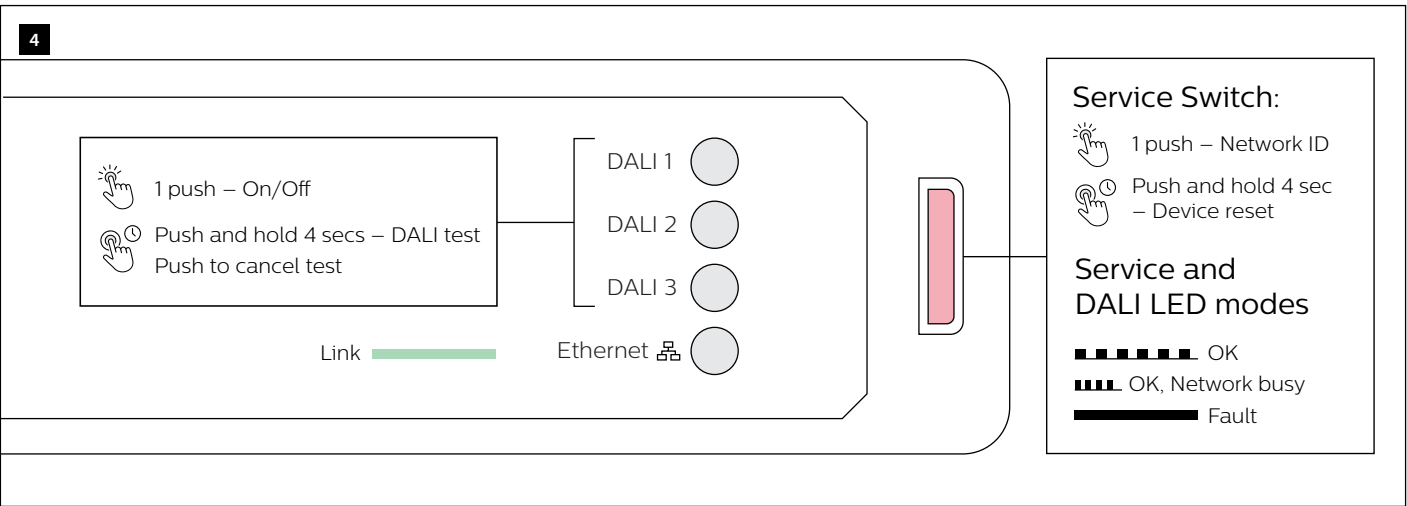 4
1 push – On/Off
Push and hold 4 secs – DALI test
Push to cancel test
DALI 1
DALI 2
DALI 3
Link
Ethernet
Service Switch:
1 push – Network ID
Push and hold 4 sec
– Device reset
Service and
DALI LED modes
OK
OK, Network busy
Fault